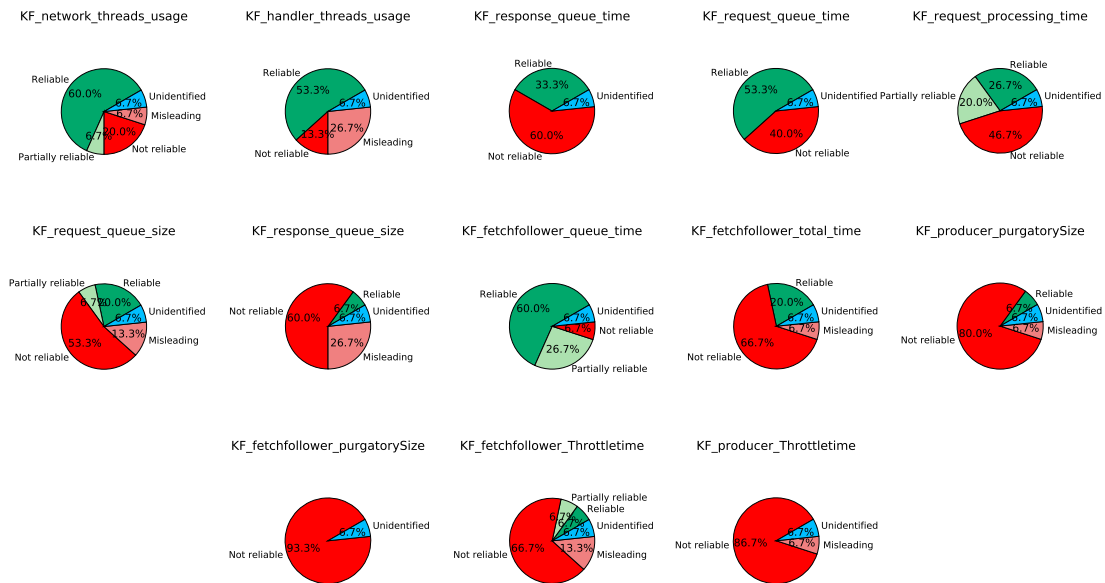 KF_network_threads_usage
Reliable
60.0%
6.7%
Unidentified
6.7%
Misleading
20.0%
Not reliable
6.7%
Partially reliable
KF_handler_threads_usage
Reliable
53.3%
6.7%
Unidentified
26.7%
Misleading
13.3%
Not reliable
KF_response_queue_time
Reliable
33.3%
6.7%
Unidentified
60.0%
Not reliable
KF_request_queue_time
53.3%
6.7%
Unidentified
40.0%
Not reliable
KF_request_processing_time
Reliable
26.7%
Partially reliable
20.0%
6.7%
Unidentified
46.7%
Not reliable
KF_request_queue_size
Partially reliable
6.7%
Reliable
20.0%
6.7%
Unidentified
13.3%
Misleading
53.3%
Not reliable
KF_response_queue_size
Reliable
6.7%
Not reliable
60.0%
6.7%
Unidentified
26.7%
Misleading
KF_fetchfollower_queue_time
Reliable
60.0%
6.7%
Unidentified
6.7%
Not reliable
26.7%
Partially reliable
KF_fetchfollower_total_time
Reliable
20.0%
6.7%
Unidentified
6.7%
Misleading
66.7%
Not reliable
KF_producer_purgatorySize
Reliable
6.7%
6.7%
Unidentified
6.7%
Misleading
80.0%
Not reliable
KF_fetchfollower_purgatorySize
6.7%
Unidentified
93.3%
Not reliable
KF_fetchfollower_Throttletime
Partially reliable
6.7%
Reliable
6.7%
6.7%
Unidentified
13.3%
Misleading
66.7%
Not reliable
KF_producer_Throttletime
6.7%
Unidentified
6.7%
Misleading
86.7%
Not reliable